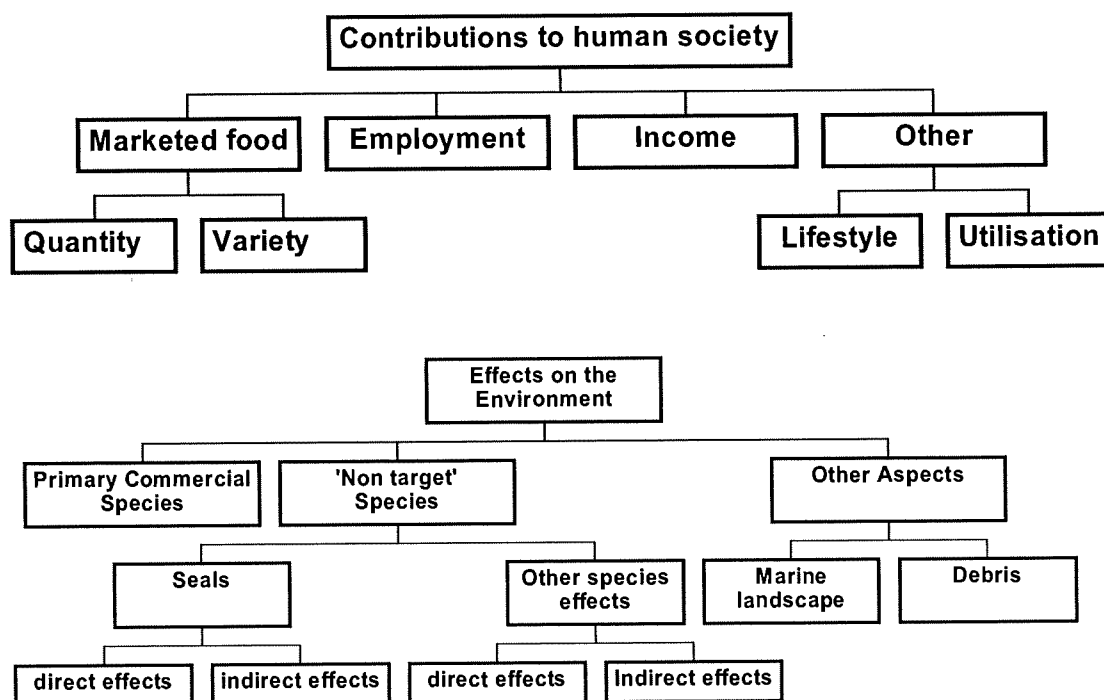 Contributions to human society
Marketed food
Employment
Income
Other
Quantity
Variety
Lifestyle
Utilisation
Effects on the
Environment
Primary Commercial
Species
'Non target'
Species
Other Aspects
Seals
Other species
effects
Marine
landscape
Debris
direct effects
indirect effects
direct effects
Indirect effects